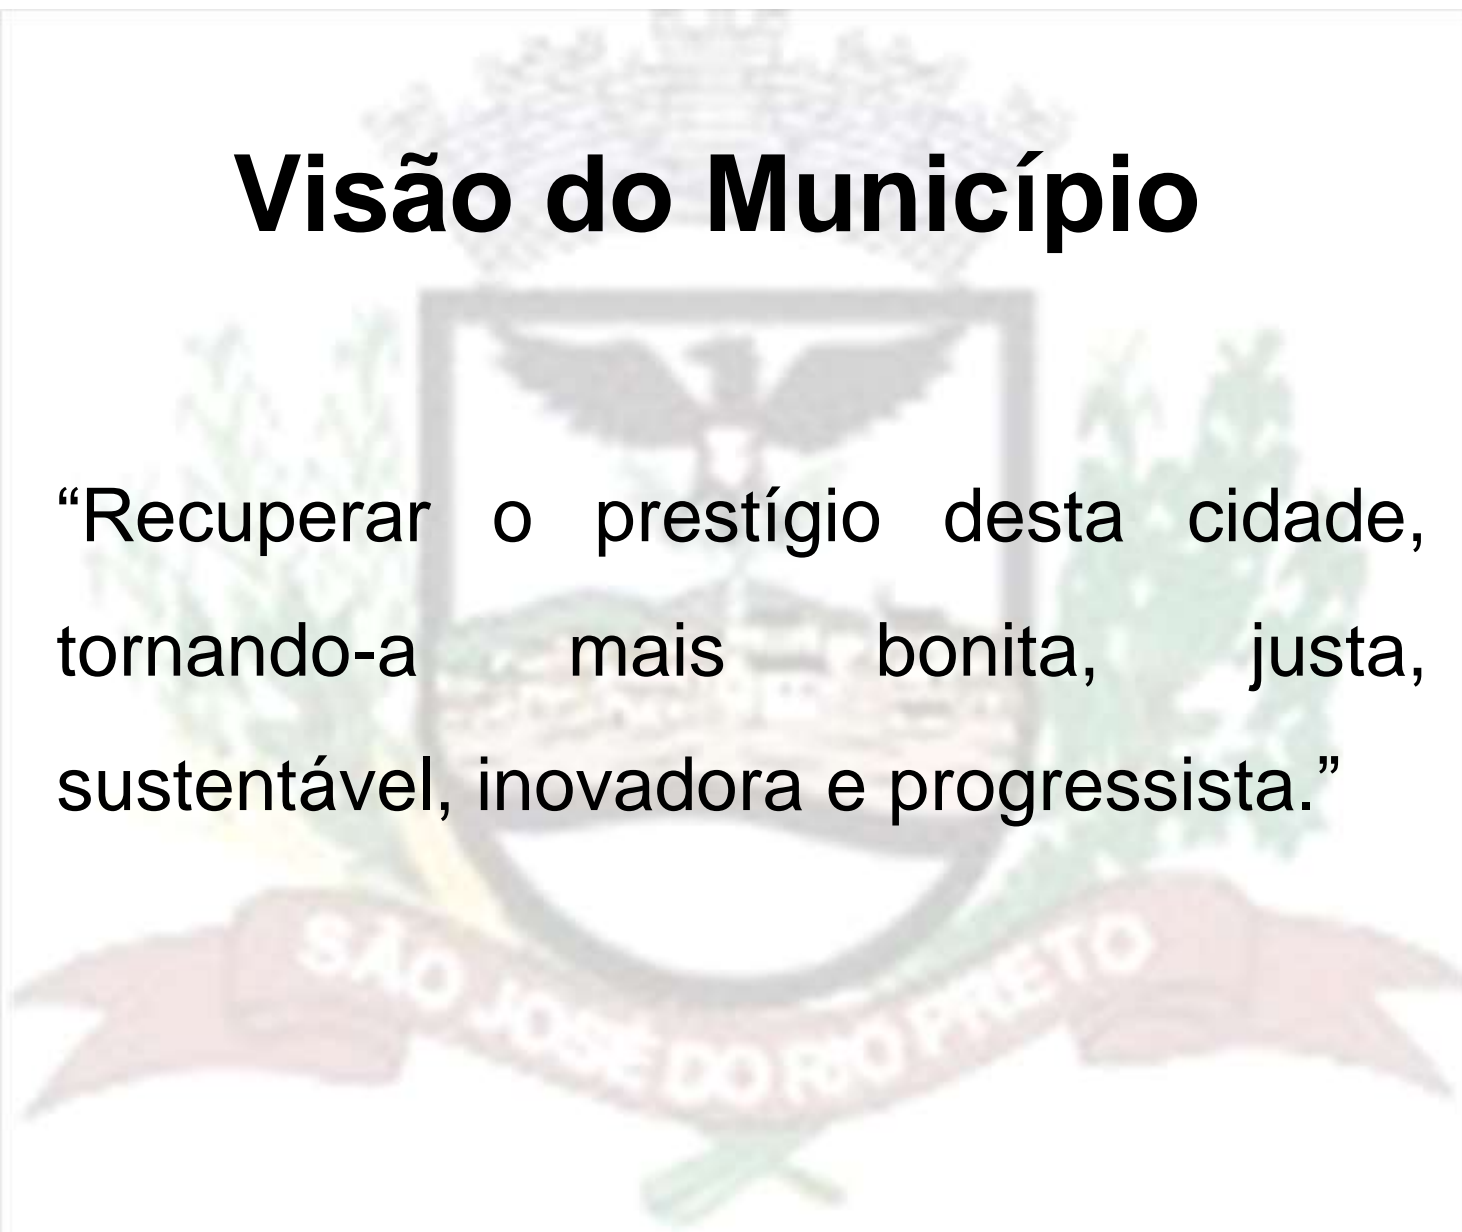 Visão do Município
“Recuperar o prestígio desta cidade,
tornando-a mais bonita, justa,
sustentável, inovadora e progressista.”
SÃO JOSÉ DO RIO PRETO